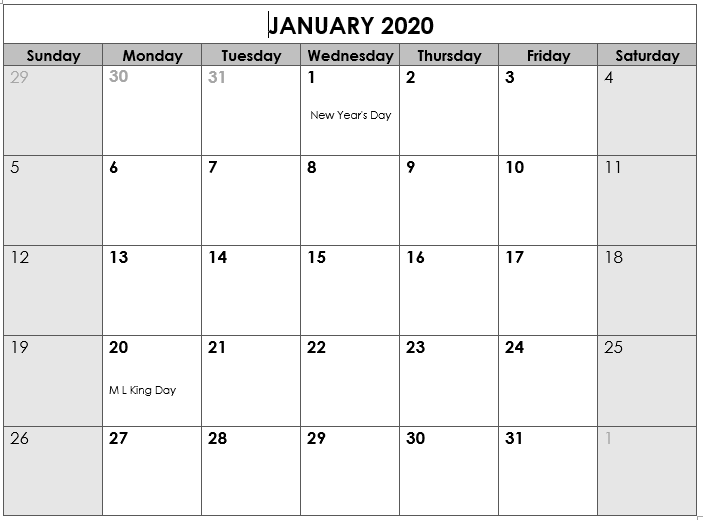 JANUARY 2020
Sunday Monday Tuesday Wednesday Thursday Friday Saturday
29 30 31 1 2 3 4
New Year's Day
5 6 7 8 9 10 11
12 13 14 15 16 17 18
19 20 21 22 23 24 25
M L King Day
26 27 28 29 30 31 1